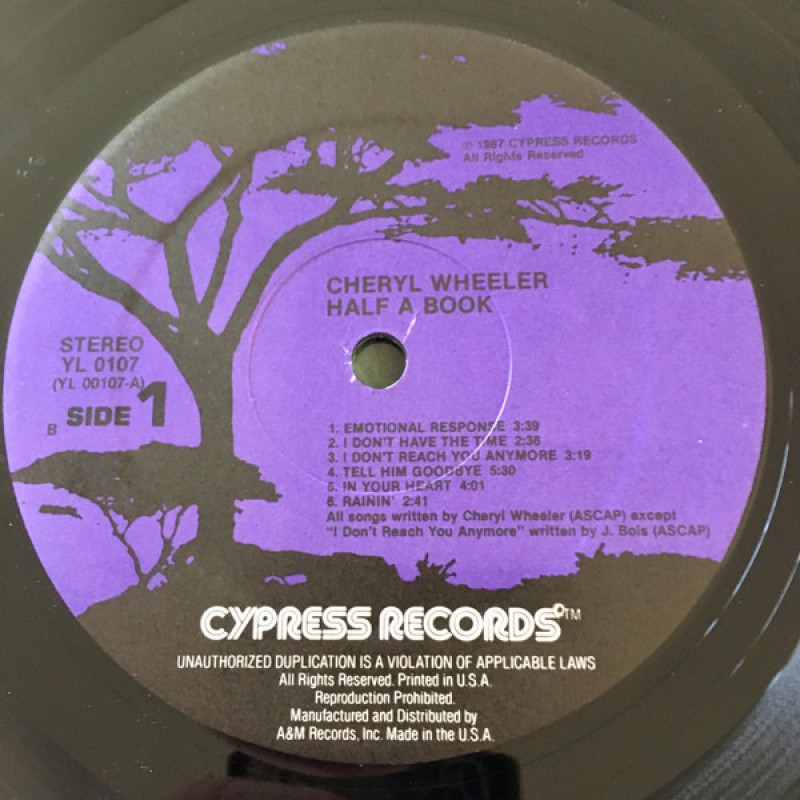 ℗ 1987 CYPRESS RECORDS
All Rights Reserved
CHERYL WHEELER
HALF A BOOK
STEREO
YL 0107
(YL 00107-A)
B SIDE 1
1. EMOTIONAL RESPONSE 3:39
2. I DON'T HAVE THE TIME 2:36
3. I DON'T REACH YOU ANYMORE 3:19
4. TELL HIM GOODBYE 5:30
5. IN YOUR HEART 4:01
6. RAININ' 2:41
All songs written by Cheryl Wheeler (ASCAP) except
"I Don't Reach You Anymore" written by J. Bois (ASCAP)
CYPRESS RECORDS TM
UNAUTHORIZED DUPLICATION IS A VIOLATION OF APPLICABLE LAWS
All Rights Reserved. Printed in U.S.A.
Reproduction Prohibited.
Manufactured and Distributed by
A&M Records, Inc. Made in the U.S.A.